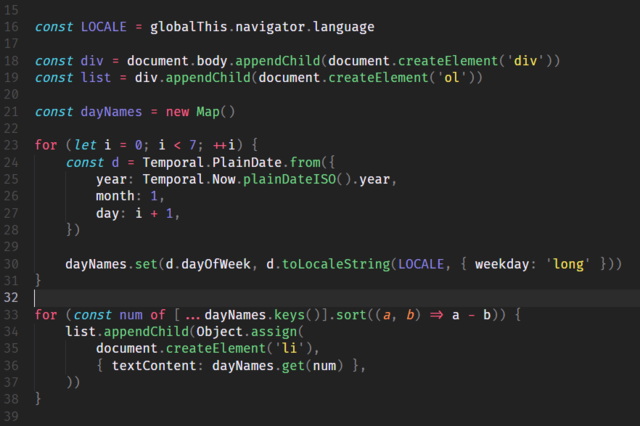 15
16 const LOCALE = globalThis.navigator.language
17
18 const div = document.body.appendChild(document.createElement('div'))
19 const list = div.appendChild(document.createElement('ol'))
20
21 const dayNames = new Map()
22
23 for (let i = 0; i < 7; ++i) {
24     const d = Temporal.PlainDate.from({
25         year: Temporal.Now.plainDateISO().year,
26         month: 1,
27         day: i + 1,
28     })
29
30     dayNames.set(d.dayOfWeek, d.toLocaleString(LOCALE, { weekday: 'long' }))
31 }
32
33 for (const num of [...dayNames.keys()].sort((a, b) => a - b)) {
34     list.appendChild(Object.assign(
35         document.createElement('li'),
36         { textContent: dayNames.get(num) },
37     ))
38 }
39